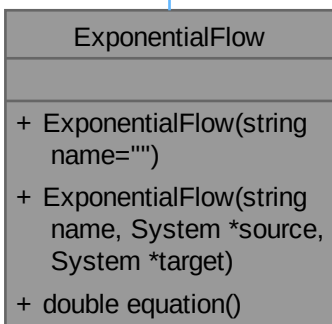 ExponentialFlow
+ ExponentialFlow(string
name="")
+ ExponentialFlow(string
name, System *source,
System *target)
+ double equation()